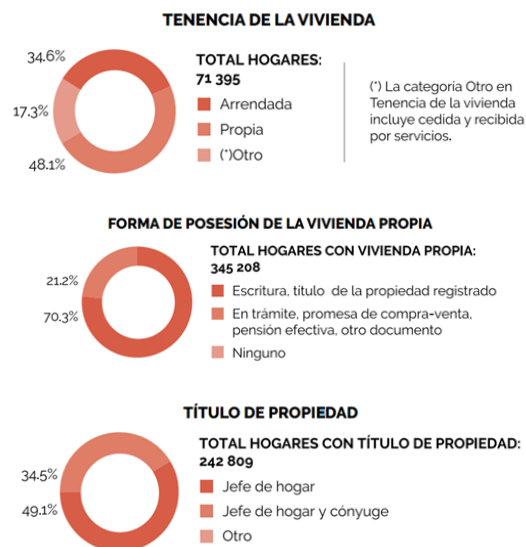 TENENCIA DE LA VIVIENDA
34.6%
17.3%
48.1%
TOTAL HOGARES:
71 395
Arrendada
Propia
(*)Otro
(*) La categoría Otro en
Tenencia de la vivienda
incluye cedida y recibida
por servicios.
FORMA DE POSESIÓN DE LA VIVIENDA PROPIA
21.2%
70.3%
TOTAL HOGARES CON VIVIENDA PROPIA:
345 208
Escritura, título de la propiedad registrado
En trámite, promesa de compra-venta,
pensión efectiva, otro documento
Ninguno
TÍTULO DE PROPIEDAD
34.5%
49.1%
TOTAL HOGARES CON TÍTULO DE PROPIEDAD:
242 809
Jefe de hogar
Jefe de hogar y cónyuge
Otro